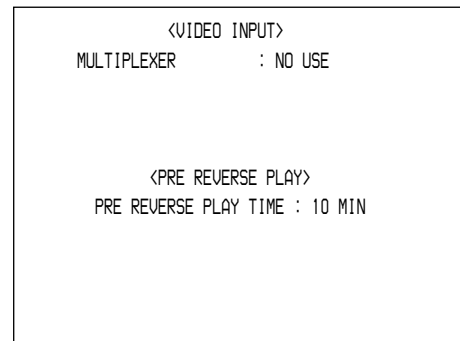 <VIDEO INPUT>
MULTIPLEXER : NO USE
<PRE REVERSE PLAY>
PRE REVERSE PLAY TIME : 10 MIN